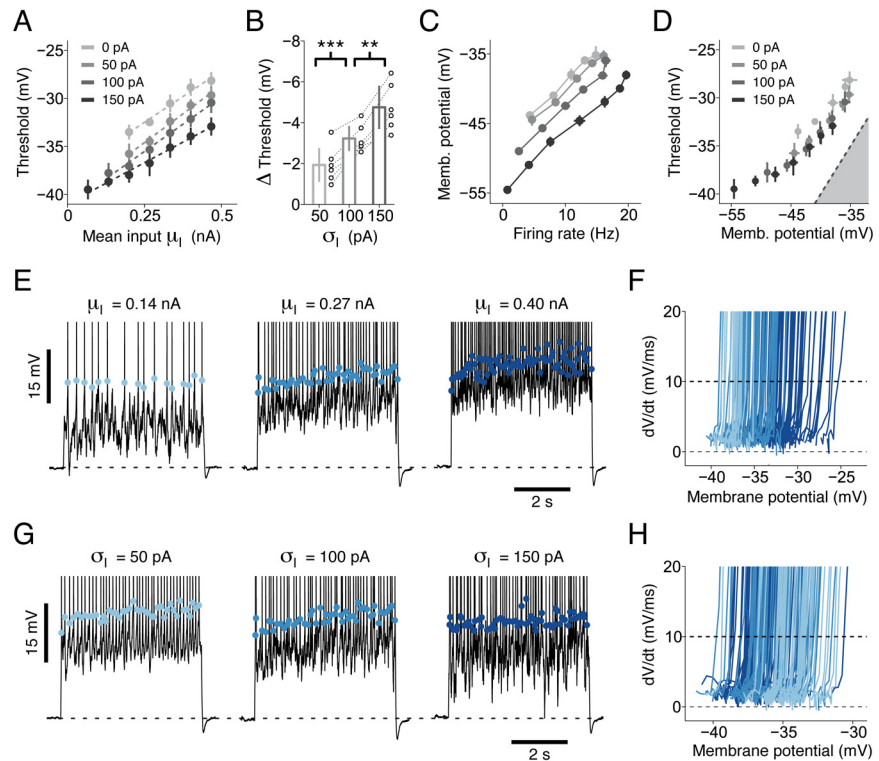 A
B
C
D
−25
−30
−35
−40
Threshold (mV)
0 pA
50 pA
100 pA
150 pA
0
0.25
0.5
Mean input μI (nA)
−8
−6
−4
−2
0
Δ Threshold (mV)
***
**
50
100
150
σI (pA)
−35
−45
−55
Memb. potential (mV)
0
10
20
Firing rate (Hz)
−25
−30
−35
−40
Threshold (mV)
0 pA
50 pA
100 pA
150 pA
−55
−45
−35
Memb. potential (mV)
E
μI = 0.14 nA
μI = 0.27 nA
μI = 0.40 nA
15 mV
2 s
F
20
10
0
dV/dt (mV/ms)
−40
−35
−30
−25
Membrane potential (mV)
G
σI = 50 pA
σI = 100 pA
σI = 150 pA
15 mV
2 s
H
20
10
0
dV/dt (mV/ms)
−40
−35
−30
Membrane potential (mV)